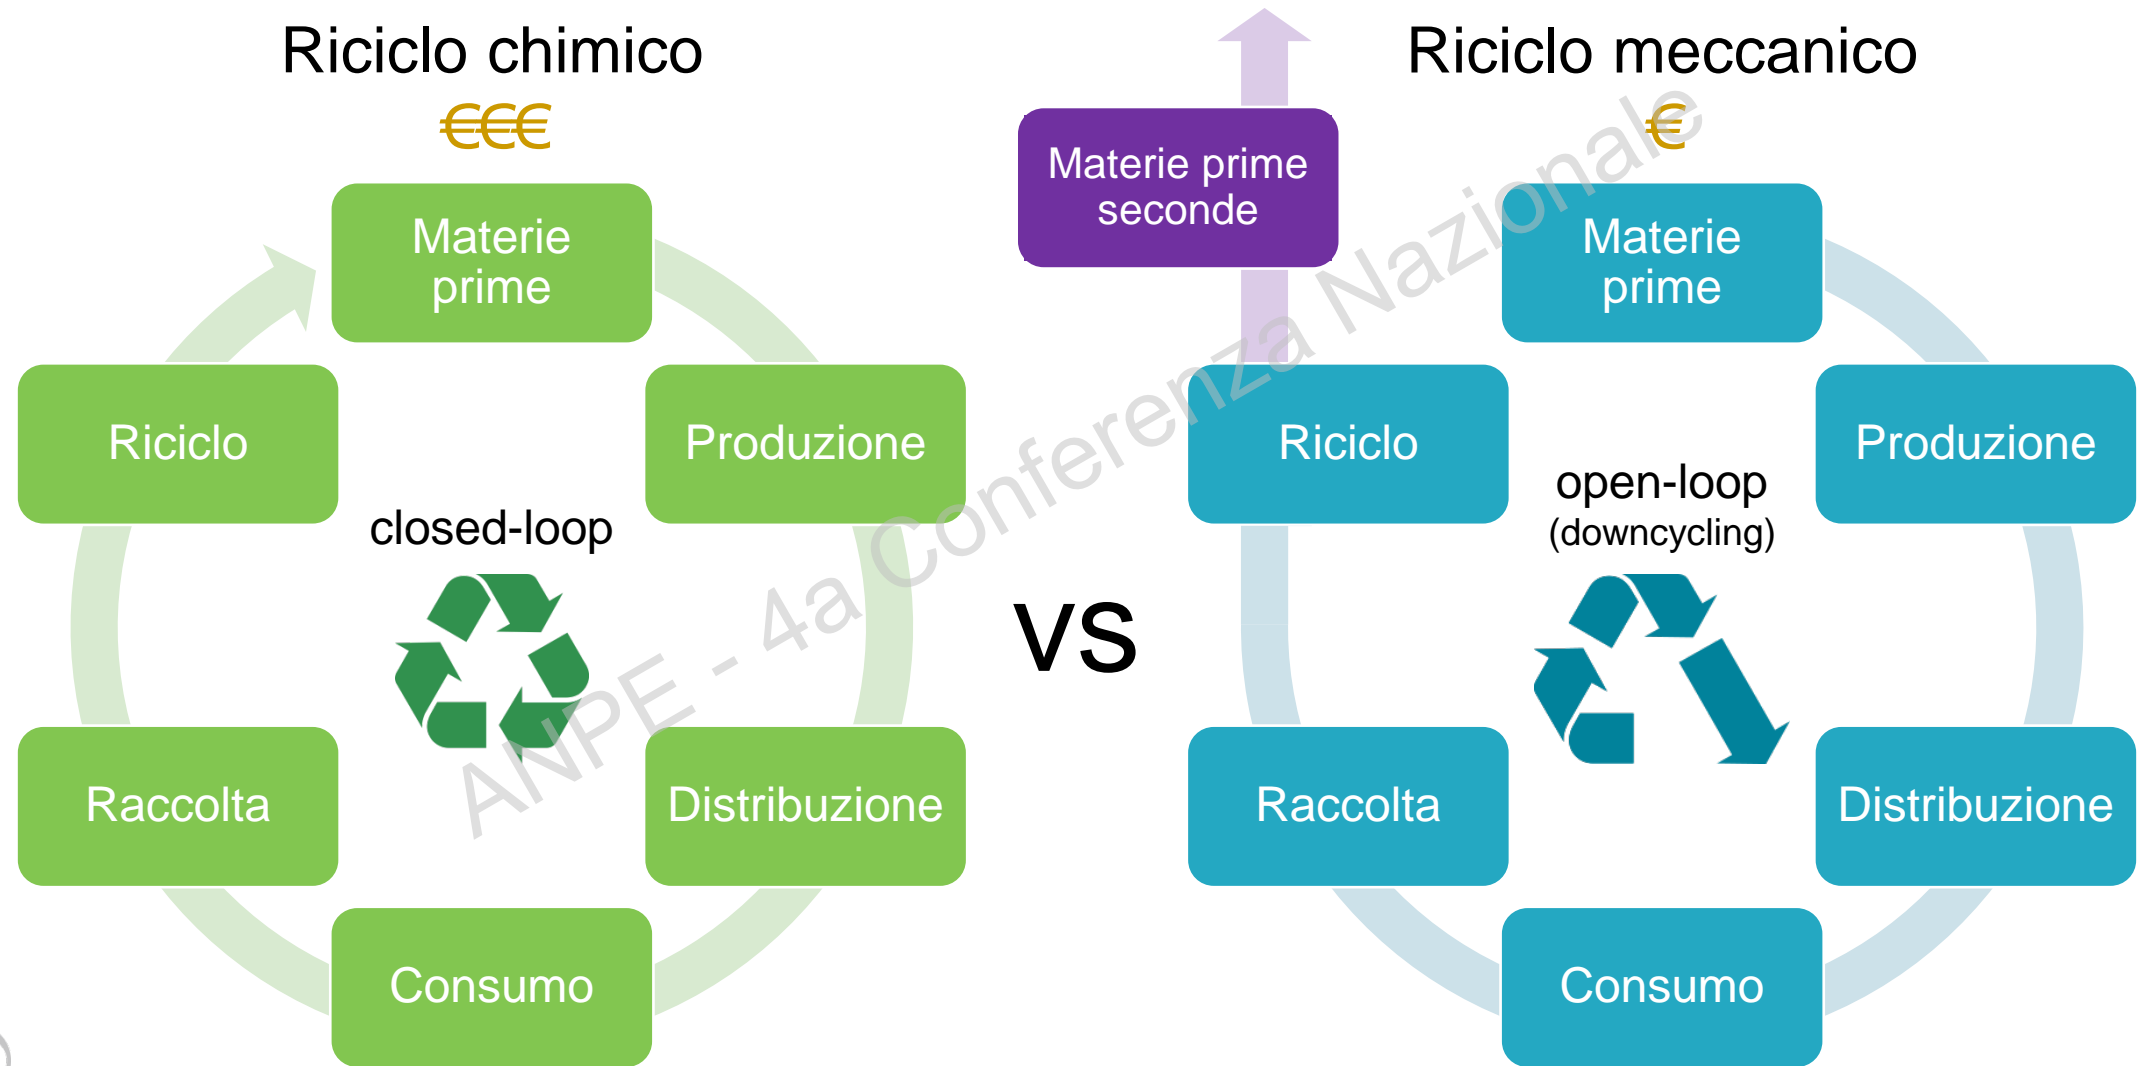 Riciclo chimico
€€€
Materie
prime
Riciclo
Produzione
closed-loop
Raccolta
Distribuzione
Consumo
vs
Riciclo meccanico
€
Materie prime
seconde
Materie
prime
Riciclo
Produzione
open-loop
(downcycling)
Raccolta
Distribuzione
Consumo
ANPE - 4a Conferenza Nazionale